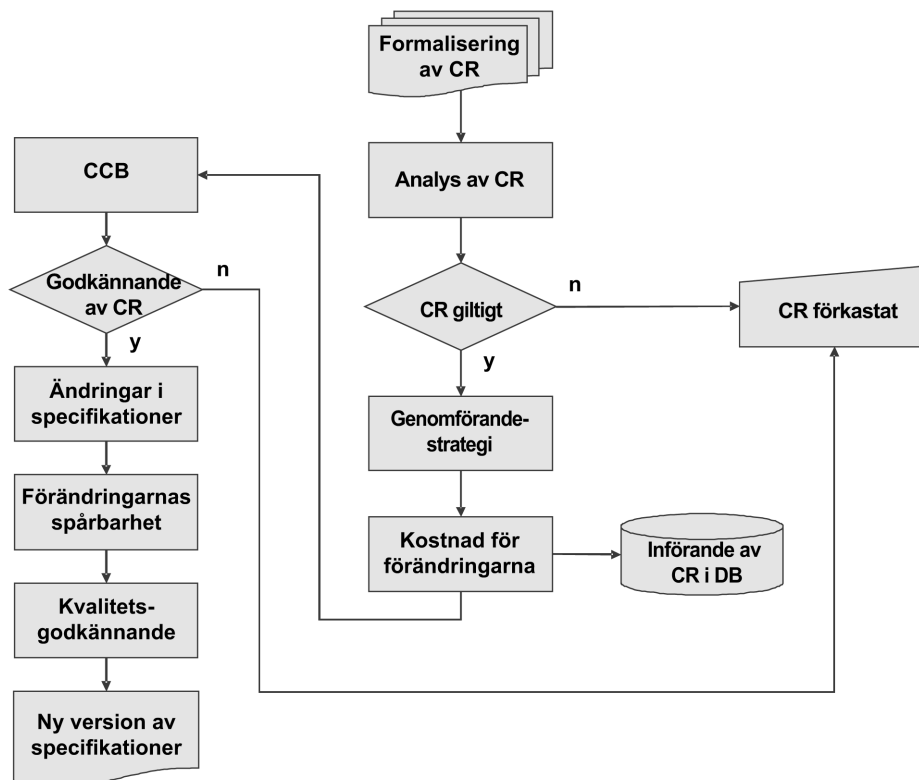 Formalisering
av CR
Analys av CR
CR giltigt
n
CR förkastat
y
Genomförande-
strategi
Kostnad för
förändringarna
Införande av
CR i DB
CCB
Godkännande
av CR
n
y
Ändringar i
specifikationer
Förändringarnas
spårbarhet
Kvalitets-
godkännande
Ny version av
specifikationer